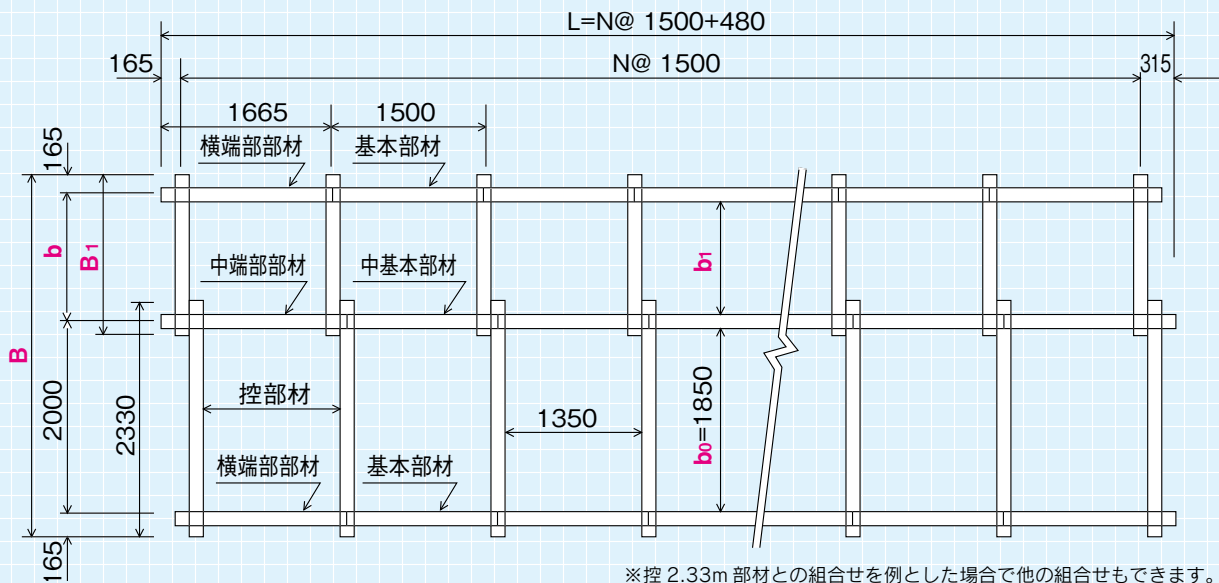 L=N@ 1500+480
165
N@ 1500
315
1665
1500
165
横端部部材
基本部材
b
B1
中端部部材
中基本部材
b1
B
2000
2330
控部材
1350
b0=1850
横端部部材
基本部材
165
※控 2.33m 部材との組合せを例とした場合で他の組合せもできます。